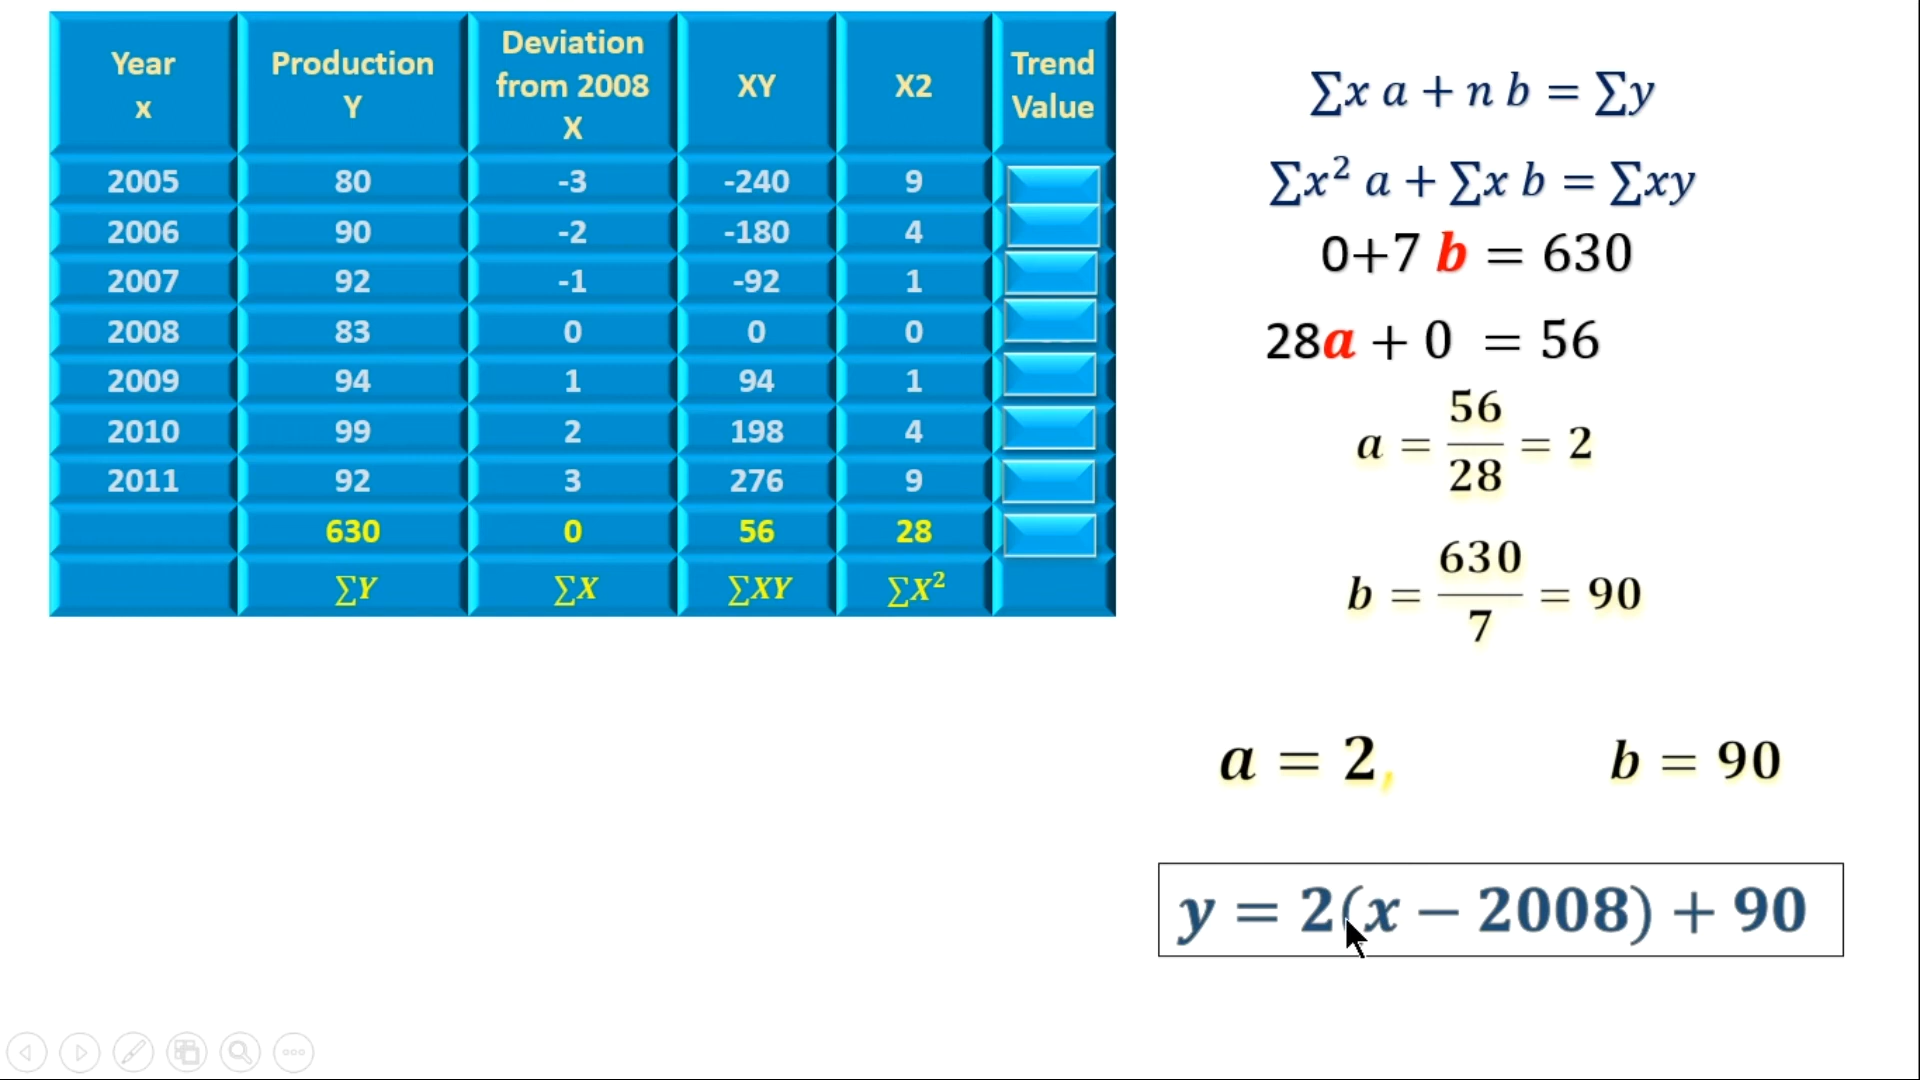 Year
x
Production
Y
Deviation
from 2008
X
XY
X2
Trend
Value
2005 80 -3 -240 9
2006 90 -2 -180 4
2007 92 -1 -92 1
2008 83 0 0 0
2009 94 1 94 1
2010 99 2 198 4
2011 92 3 276 9
630 0 56 28
∑Y ∑X ∑XY ∑X²
∑x a + n b = ∑y
∑x² a + ∑x b = ∑xy
0+7 b = 630
28a + 0 = 56
a = 56/28 = 2
b = 630/7 = 90
a = 2, b = 90
y = 2(x − 2008) + 90